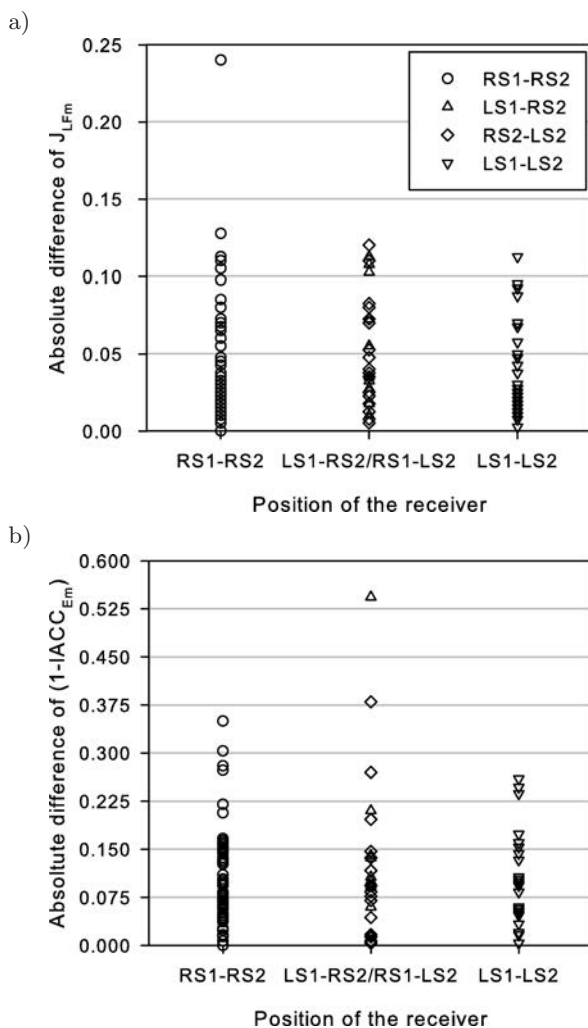 a)
0.25
0.20
0.15
0.10
0.05
0.00
Absolute difference of J_LFm
RS1-RS2
LS1-RS2
RS2-LS2
LS1-LS2
RS1-RS2 LS1-RS2/RS1-LS2 LS1-LS2
Position of the receiver
b)
0.600
0.525
0.450
0.375
0.300
0.225
0.150
0.075
0.000
Absoltute difference of (1-IACC_Em)
RS1-RS2 LS1-RS2/RS1-LS2 LS1-LS2
Position of the receiver